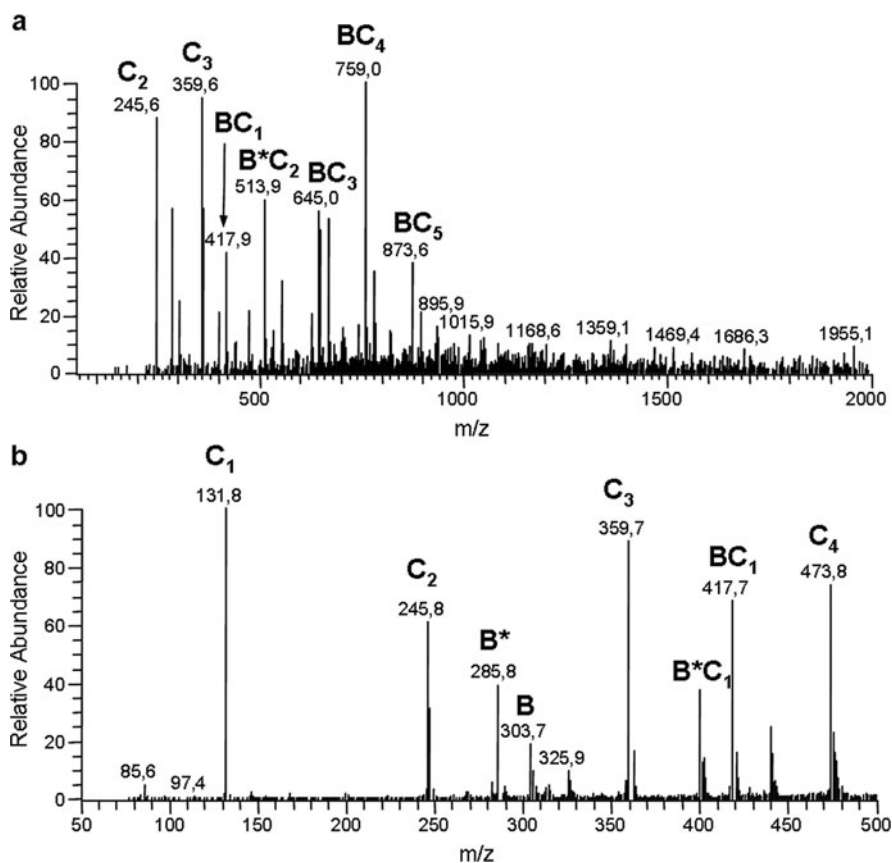 a
BC₄
C₃
759,0
C₂
359,6
245,6
BC₁
B*C₂
513,9
BC₃
645,0
417,9
BC₅
873,6
895,9
1015,9
1168,6
1359,1
1469,4
1686,3
1955,1
Relative Abundance
100
80
60
40
20
0
500
1000
1500
2000
m/z
b
C₁
131,8
C₃
359,7
BC₁
417,7
C₄
473,8
C₂
245,8
B*
285,8
B*C₁
B
303,7
325,9
85,6
97,4
Relative Abundance
100
80
60
40
20
0
50
100
150
200
250
300
350
400
450
500
m/z